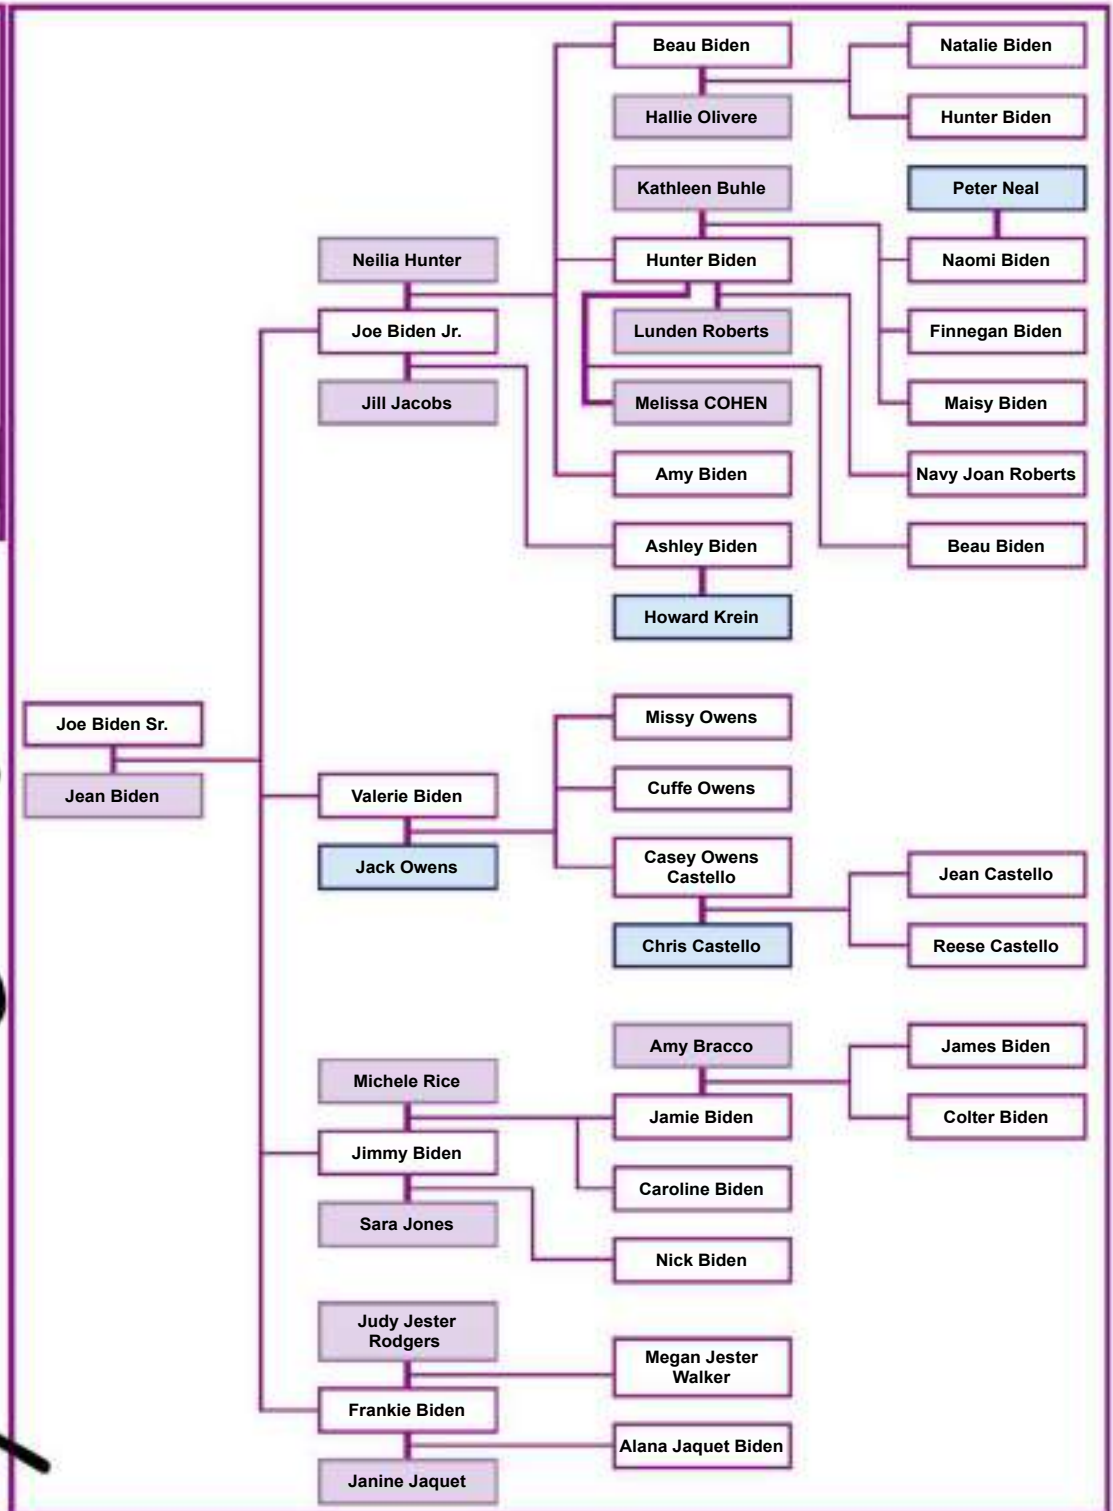 Beau Biden
Natalie Biden
Hallie Olivere
Hunter Biden
Kathleen Buhle
Peter Neal
Neilia Hunter
Hunter Biden
Naomi Biden
Joe Biden Jr.
Lunden Roberts
Finnegan Biden
Jill Jacobs
Melissa COHEN
Maisy Biden
Amy Biden
Navy Joan Roberts
Ashley Biden
Beau Biden
Howard Krein
Joe Biden Sr.
Missy Owens
Jean Biden
Valerie Biden
Cuffe Owens
Jack Owens
Casey Owens
Castello
Jean Castello
Chris Castello
Reese Castello
Amy Bracco
James Biden
Michele Rice
Jamie Biden
Colter Biden
Jimmy Biden
Caroline Biden
Sara Jones
Nick Biden
Judy Jester
Rodgers
Megan Jester
Walker
Frankie Biden
Alana Jaquet Biden
Janine Jaquet